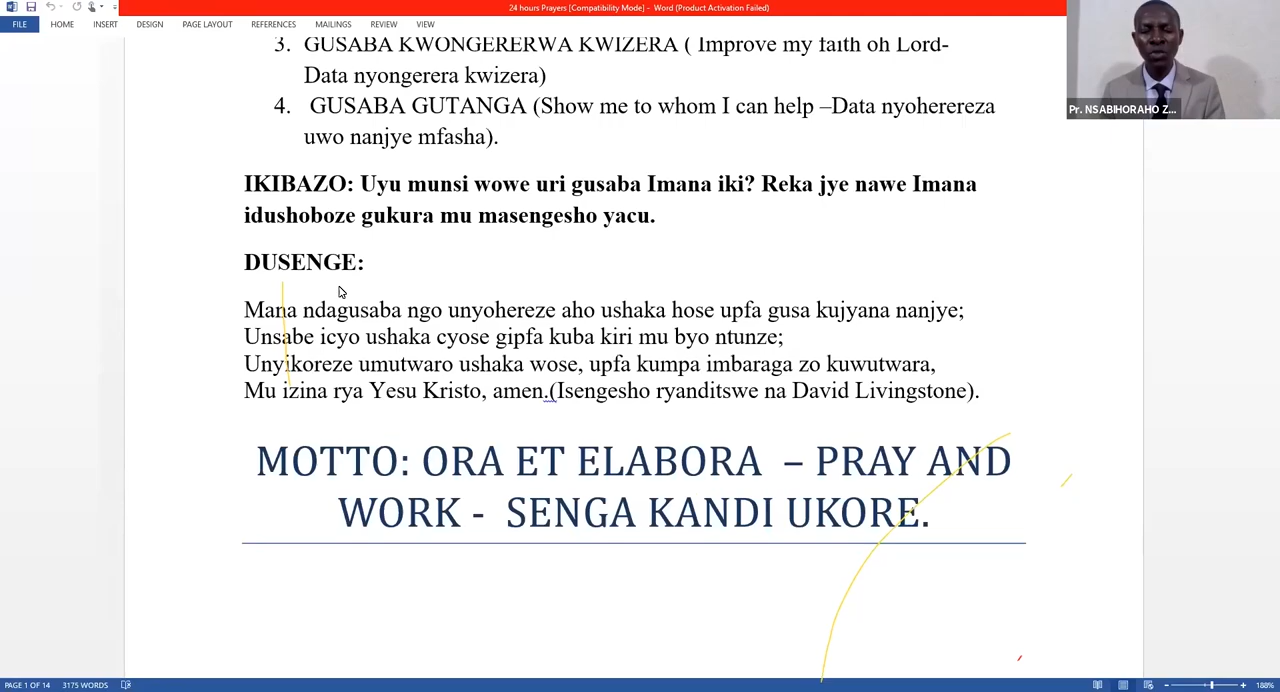 24 hours Prayers [Compatibility Mode] - Word (Product Activation Failed)
FILE HOME INSERT DESIGN PAGE LAYOUT REFERENCES MAILINGS REVIEW VIEW
3. GUSABA KWONGERERWA KWIZERA ( Improve my faith oh Lord-
Data nyongerera kwizera)
4. GUSABA GUTANGA (Show me to whom I can help –Data nyoherereza
uwo nanjye mfasha).
Pr. NSABIHORAHO Z...
IKIBAZO: Uyu munsi wowe uri gusaba Imana iki? Reka jye nawe Imana
idushoboze gukura mu masengesho yacu.
DUSENGE:
Mana ndagusaba ngo unyohereze aho ushaka hose upfa gusa kujyana nanjye;
Unsabe icyo ushaka cyose gipfa kuba kiri mu byo ntunze;
Unyikoreze umutwaro ushaka wose, upfa kumpa imbaraga zo kuwutwara,
Mu izina rya Yesu Kristo, amen.(Isengesho ryanditswe na David Livingstone).
MOTTO: ORA ET ELABORA – PRAY AND
WORK - SENGA KANDI UKORE.
PAGE 1 OF 14 3175 WORDS 188%